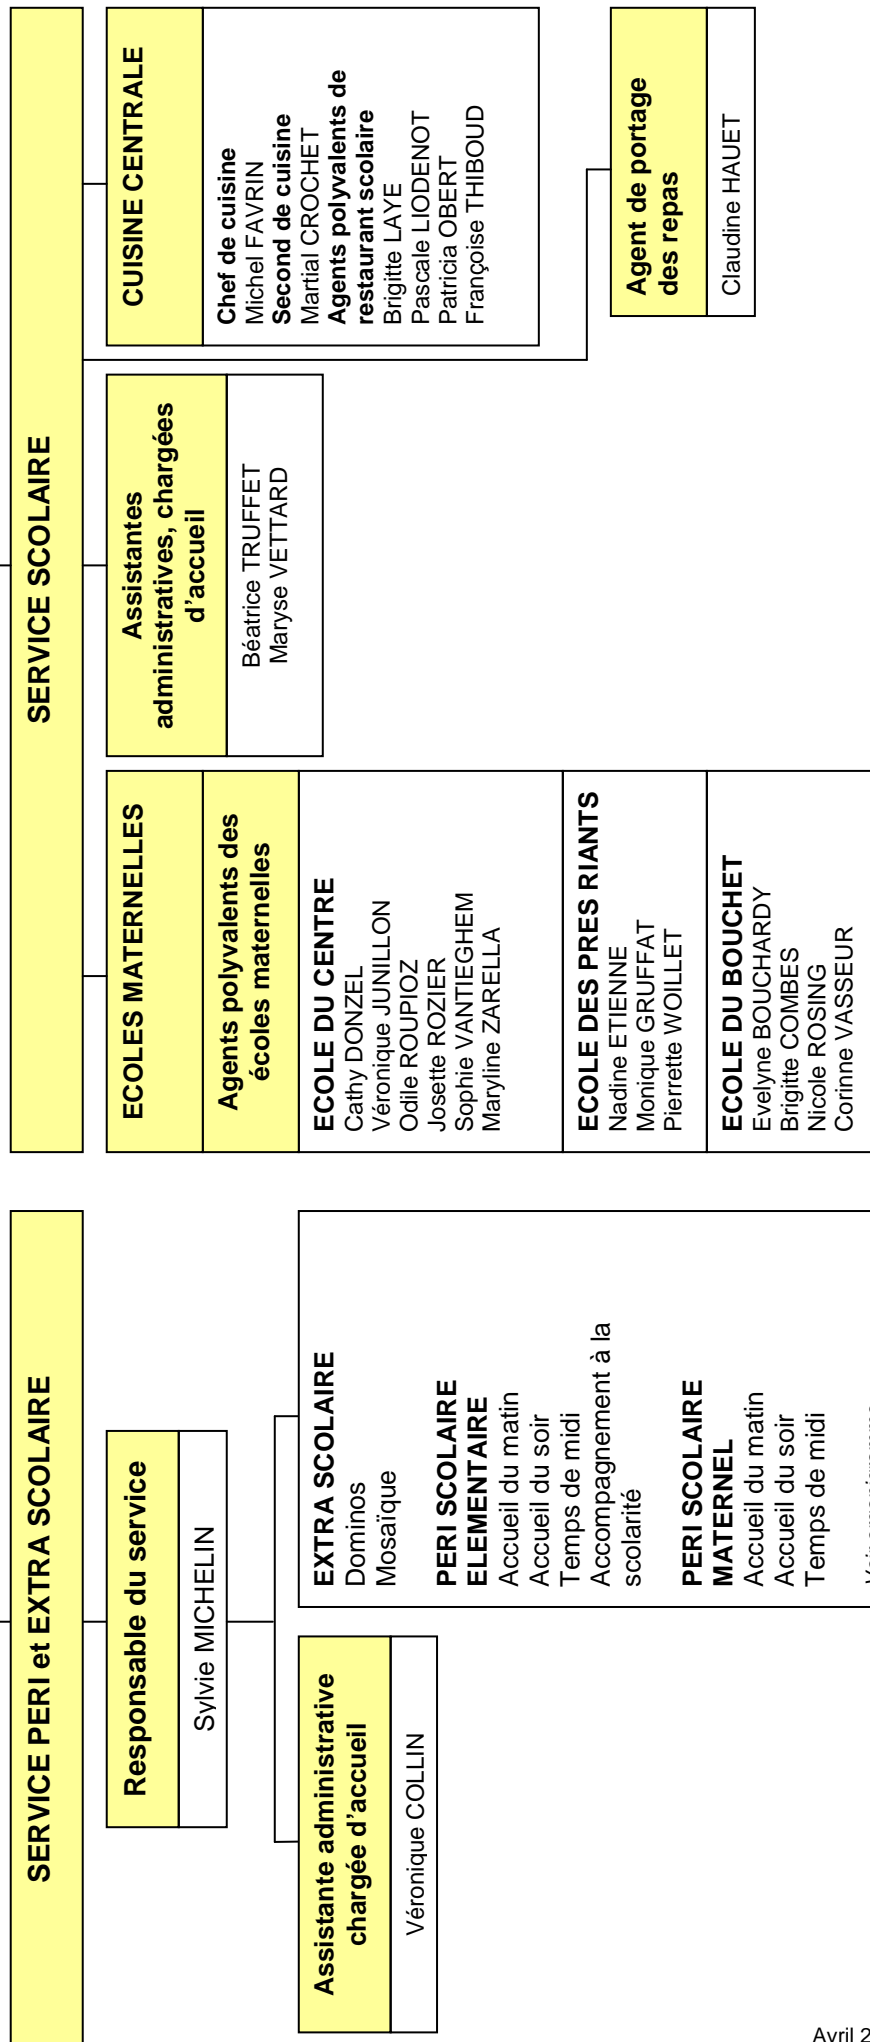 SERVICE PERI et EXTRA SCOLAIRE
Responsable du service
Sylvie MICHELIN
Assistante administrative
chargée d'accueil
Véronique COLLIN
EXTRA SCOLAIRE
Dominos
Mosaïque
PERI SCOLAIRE
ELEMENTAIRE
Accueil du matin
Accueil du soir
Temps de midi
Accompagnement à la
scolarité
PERI SCOLAIRE
MATERNEL
Accueil du matin
Accueil du soir
Temps de midi
SERVICE SCOLAIRE
ECOLES MATERNELLES
Agents polyvalents des
écoles maternelles
ECOLE DU CENTRE
Cathy DONZEL
Véronique JUNILLON
Odile ROUPIOZ
Josette ROZIER
Sophie VANTIEGHEM
Maryline ZARELLA
ECOLE DES PRES RIANTS
Nadine ETIENNE
Monique GRUFFAT
Pierrette WOILLET
ECOLE DU BOUCHET
Evelyne BOUCHARDY
Brigitte COMBES
Nicole ROSING
Corinne VASSEUR
Assistantes
administratives, chargées
d'accueil
Béatrice TRUFFET
Maryse VETTARD
CUISINE CENTRALE
Chef de cuisine
Michel FAVRIN
Second de cuisine
Martial CROCHET
Agents polyvalents de
restaurant scolaire
Brigitte LAYE
Pascale LIODENOT
Patricia OBERT
Françoise THIBOUD
Agent de portage
des repas
Claudine HAUET
Avril 2